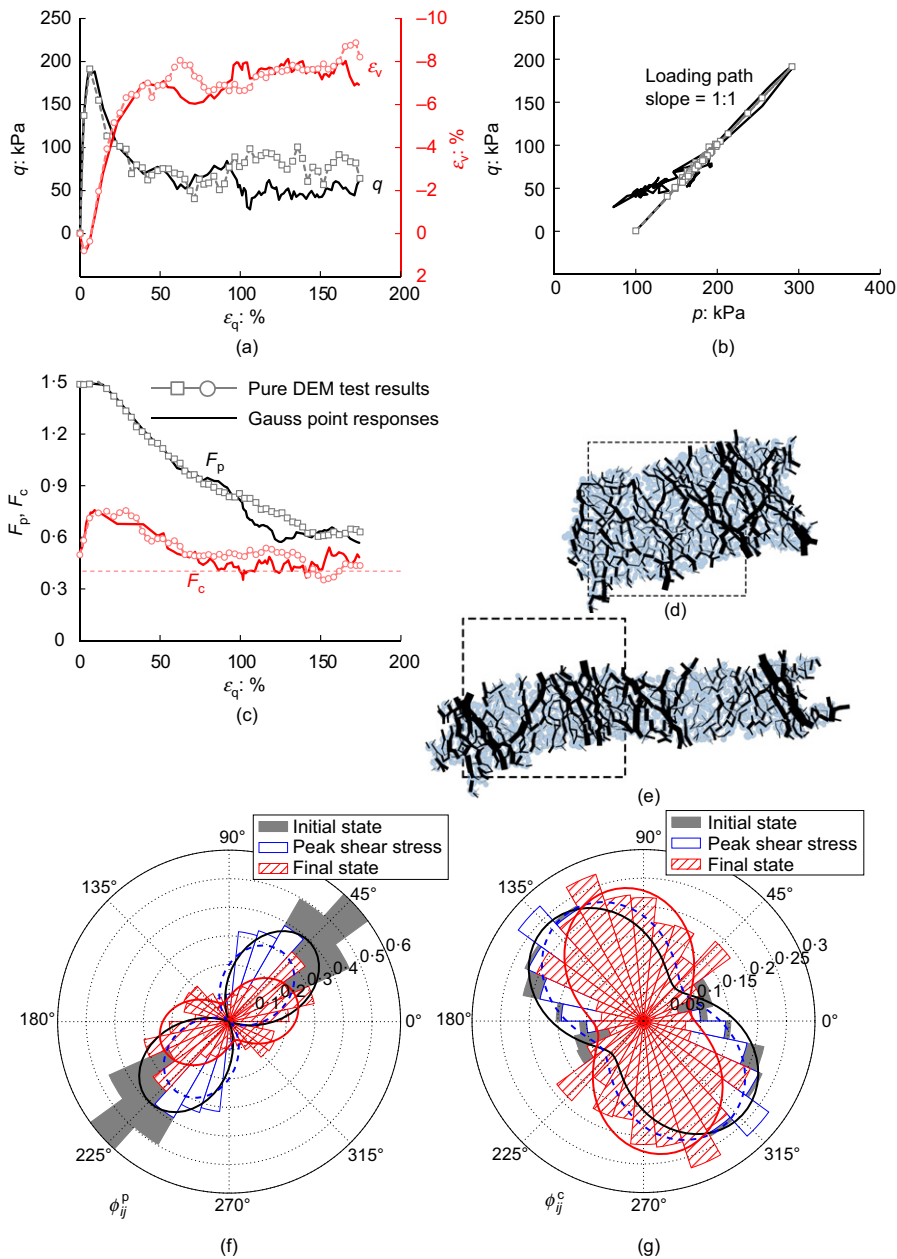 250
200
150
100
50
0
q: kPa
–10
–8
–6
–4
–2
0
2
εv: %
εv
q
0
50
100
150
200
εq: %
(a)
250
200
150
100
50
0
q: kPa
Loading path
slope = 1:1
0
100
200
300
400
p: kPa
(b)
1·5
1·2
0·9
0·6
0·3
0
Fp, Fc
Pure DEM test results
Gauss point responses
Fp
Fc
0
50
100
150
200
εq: %
(c)
(d)
(e)
Initial state
Peak shear stress
Final state
90°
45°
135°
180°
0°
225°
315°
270°
0·1
0·2
0·3
0·4
0·5
0·6
ϕᵖij
(f)
Initial state
Peak shear stress
Final state
90°
45°
135°
180°
0°
225°
315°
270°
0·05
0·1
0·15
0·2
0·25
0·3
ϕᶜij
(g)